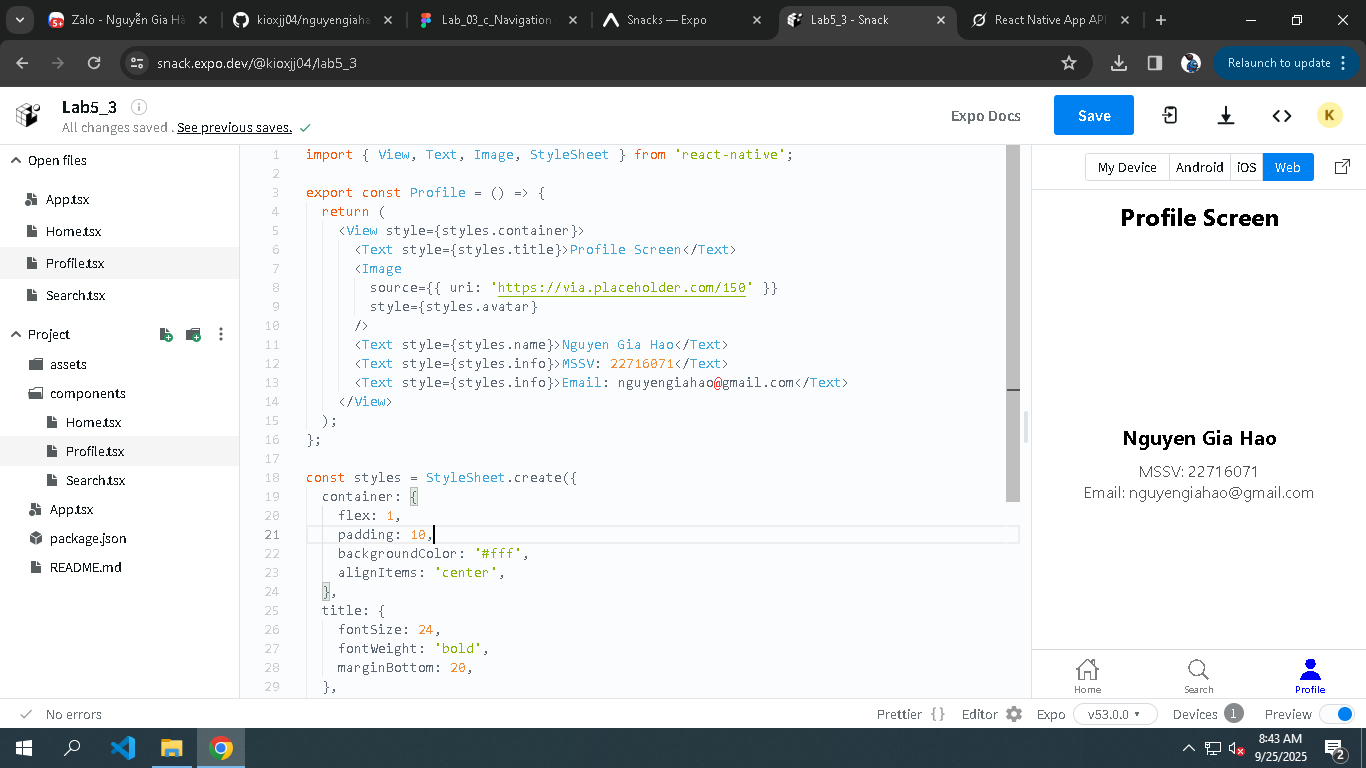 Zalo - Nguyễn Gia Hà
kioxjj04/nguyengiaha
Lab_03_c_Navigation
Snacks — Expo
Lab5_3 - Snack
React Native App API
snack.expo.dev/@kioxjj04/lab5_3
Relaunch to update
Lab5_3
All changes saved . See previous saves.
Expo Docs
Save
K
Open files
App.tsx
Home.tsx
Profile.tsx
Search.tsx
Project
assets
components
Home.tsx
Profile.tsx
Search.tsx
App.tsx
package.json
README.md
1 import { View, Text, Image, StyleSheet } from 'react-native';
2
3 export const Profile = () => {
4 return (
5 <View style={styles.container}>
6 <Text style={styles.title}>Profile Screen</Text>
7 <Image
8 source={{ uri: 'https://via.placeholder.com/150' }}
9 style={styles.avatar}
10 />
11 <Text style={styles.name}>Nguyen Gia Hao</Text>
12 <Text style={styles.info}>MSSV: 22716071</Text>
13 <Text style={styles.info}>Email: nguyengiahao@gmail.com</Text>
14 </View>
15 );
16 };
17
18 const styles = StyleSheet.create({
19 container: {
20 flex: 1,
21 padding: 10,
22 backgroundColor: '#fff',
23 alignItems: 'center',
24 },
25 title: {
26 fontSize: 24,
27 fontWeight: 'bold',
28 marginBottom: 20,
29 },
My Device
Android
iOS
Web
Profile Screen
Nguyen Gia Hao
MSSV: 22716071
Email: nguyengiahao@gmail.com
Home
Search
Profile
No errors
Prettier { }
Editor
Expo
v53.0.0
Devices 1
Preview
8:43 AM
9/25/2025
2